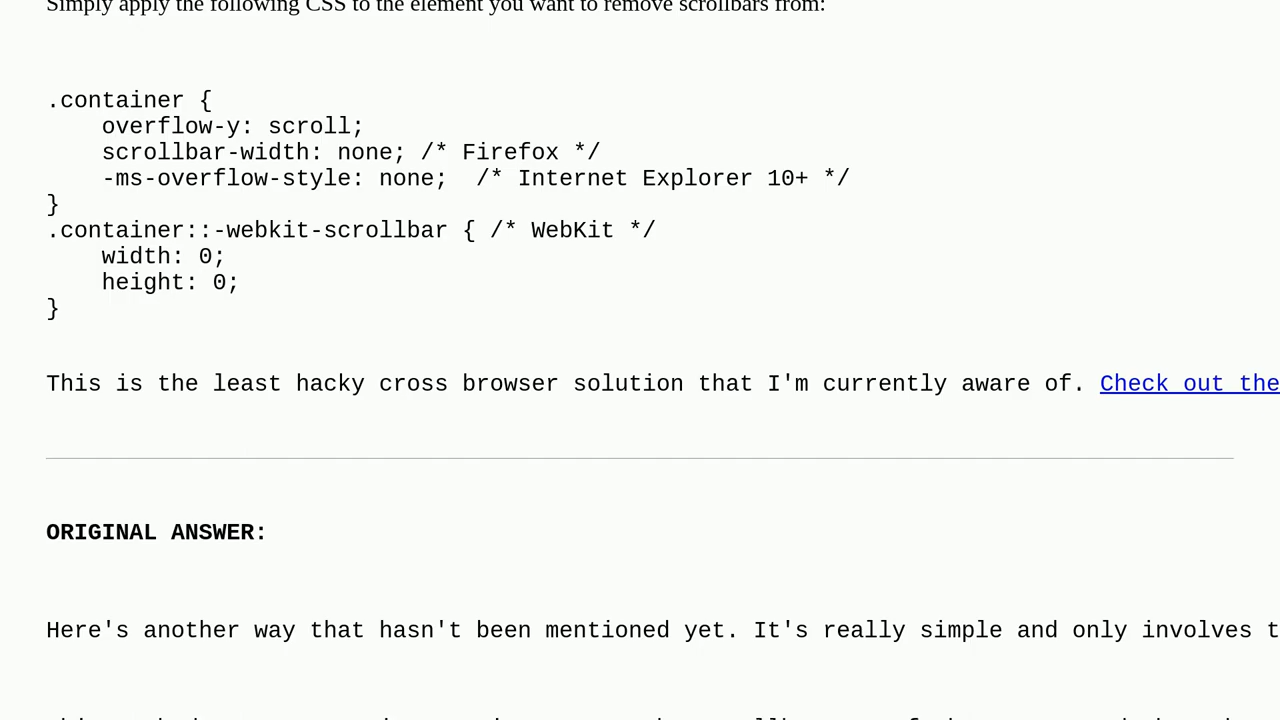 Simply apply the following CSS to the element you want to remove scrollbars from:
.container {
    overflow-y: scroll;
    scrollbar-width: none; /* Firefox */
    -ms-overflow-style: none;  /* Internet Explorer 10+ */
}
.container::-webkit-scrollbar { /* WebKit */
    width: 0;
    height: 0;
}
This is the least hacky cross browser solution that I'm currently aware of. Check out the
ORIGINAL ANSWER:
Here's another way that hasn't been mentioned yet. It's really simple and only involves